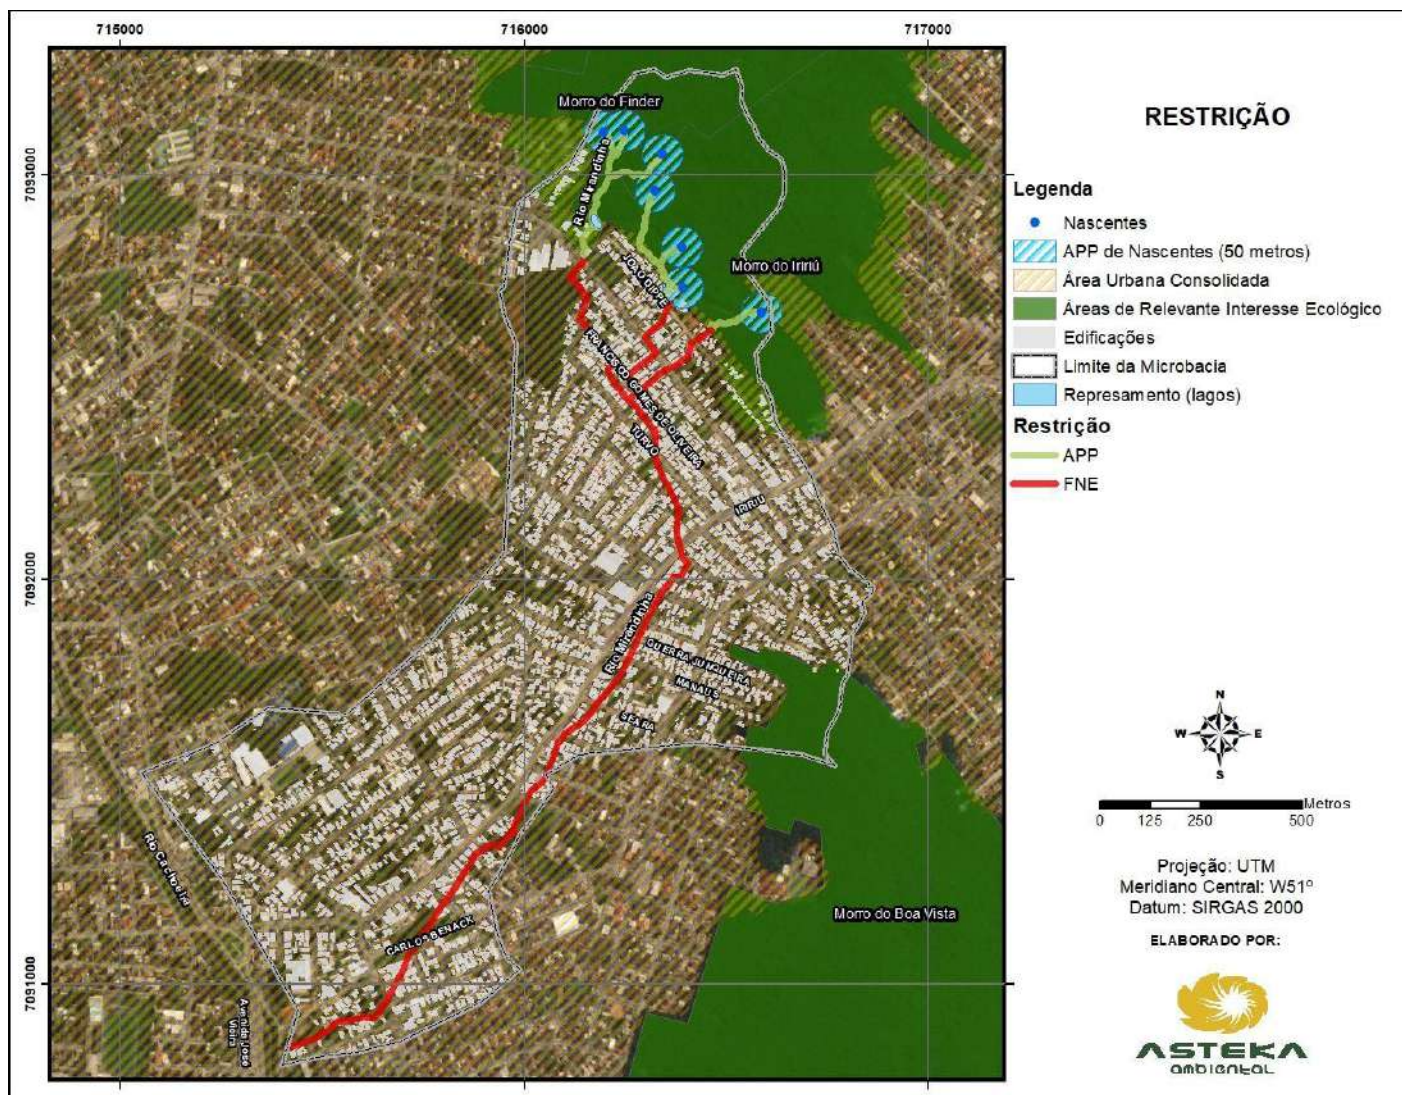 715000
716000
717000
7093000
7092000
7091000
Morro do Finder
Rio Mirandinha
Morro do Iririú
JOAO DIPPE
FRANCISCO GOMES DE OLIVEIRA
TURVO
IRIRIU
Rio Mirandinha
GUERRA JUNQUEIRA
MANAUS
SEARA
Rio Cachoeira
CARLOS BENACK
Morro do Boa Vista
Avenida José
Vieira
RESTRIÇÃO
Legenda
Nascentes
APP de Nascentes (50 metros)
Área Urbana Consolidada
Áreas de Relevante Interesse Ecológico
Edificações
Limite da Microbacia
Represamento (lagos)
Restrição
APP
FNE
N
W E
S
Metros
0 125 250 500
Projeção: UTM
Meridiano Central: W51º
Datum: SIRGAS 2000
ELABORADO POR:
ASTEKA
ambiental